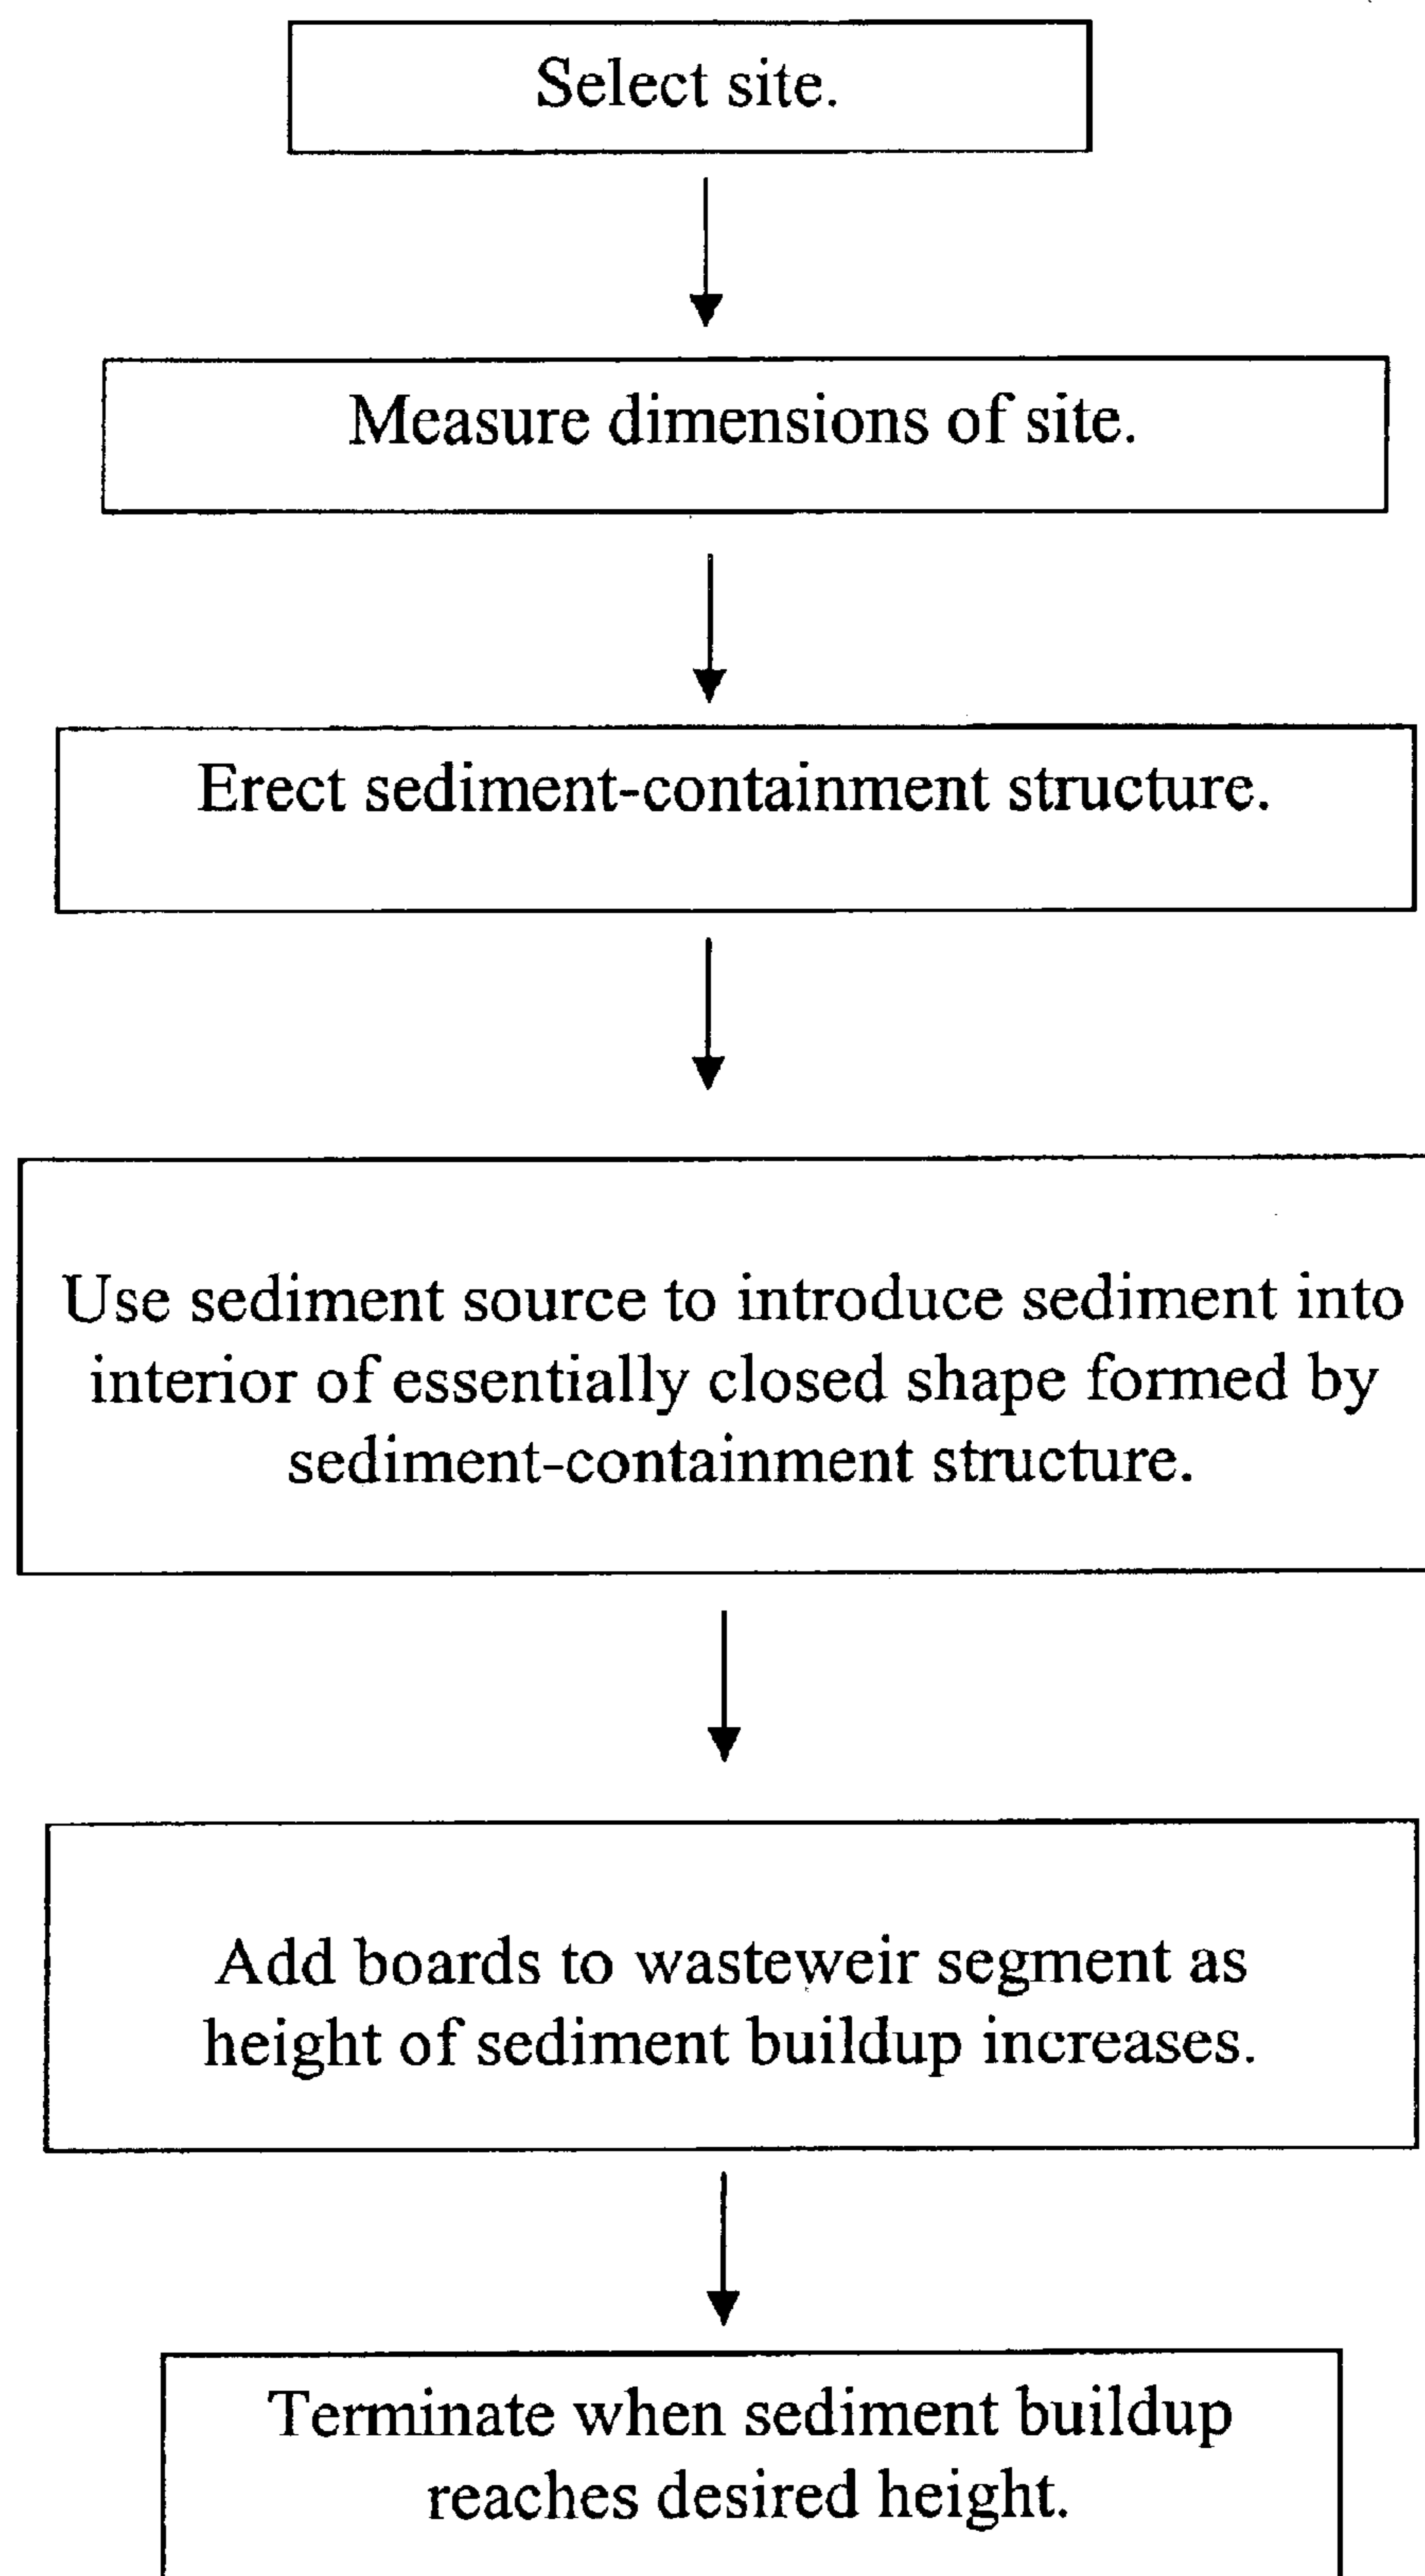 Select site.
Measure dimensions of site.
Erect sediment-containment structure.
Use sediment source to introduce sediment into
interior of essentially closed shape formed by
sediment-containment structure.
Add boards to wasteweir segment as
height of sediment buildup increases.
Terminate when sediment buildup
reaches desired height.